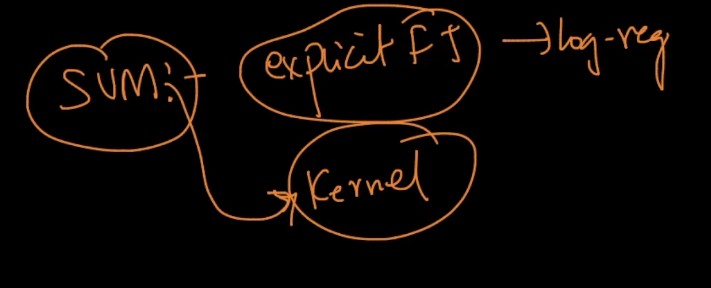 SVM:- explicit FT → log-reg
Kernel